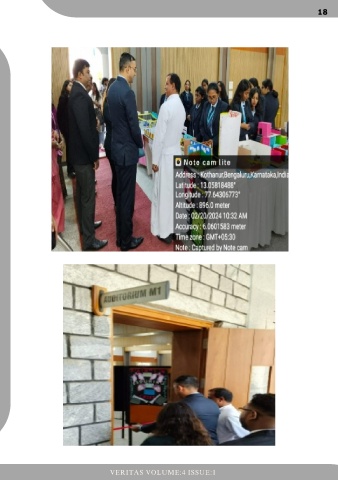 18
Note cam lite
Address : Kothanur,Bengaluru,Karnataka,India
Latitude : 13.05818488°
Longitude : 77.64306773°
Altitude : 896.0 meter
Date : 02/20/2024 10:32 AM
Accuracy : 6.0601583 meter
Time zone : GMT+05:30
Note : Captured by Note cam
AUDITORIUM MT
VERITAS VOLUME:4 ISSUE:1